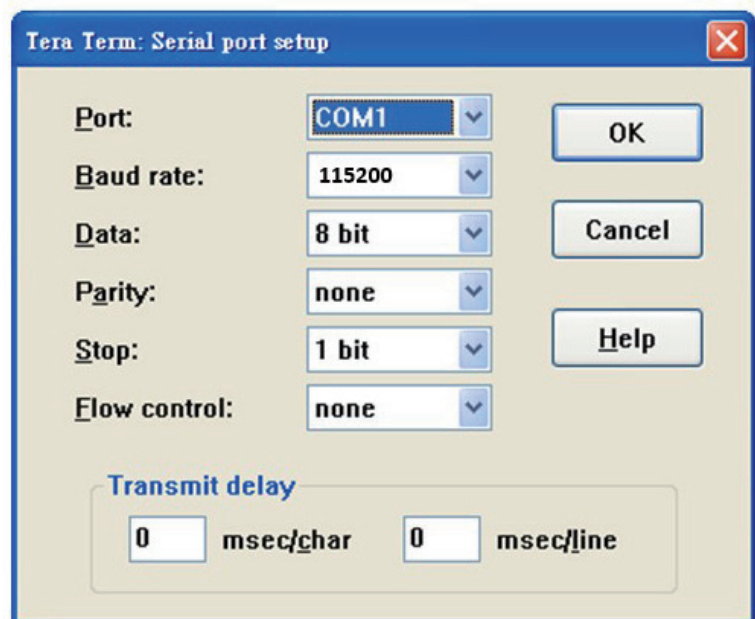 Tera Term: Serial port setup
Port: COM1 OK
Baud rate: 115200
Data: 8 bit Cancel
Parity: none
Stop: 1 bit Help
Flow control: none
Transmit delay
0 msec/char 0 msec/line